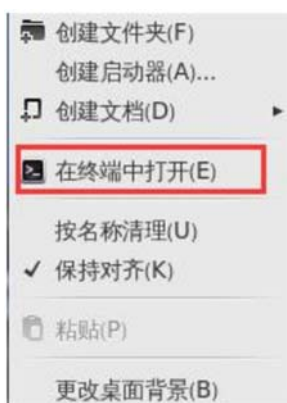 创建文件夹(F)
创建启动器(A)...
创建文档(D)
在终端中打开(E)
按名称清理(U)
保持对齐(K)
粘贴(P)
更改桌面背景(B)